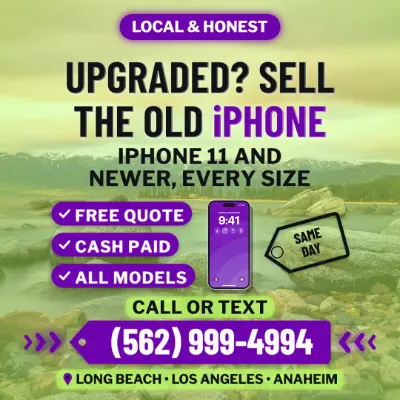 LOCAL & HONEST
UPGRADED? SELL
THE OLD iPHONE
IPHONE 11 AND
NEWER, EVERY SIZE
FREE QUOTE
CASH PAID
ALL MODELS
9:41
SAME
DAY
CALL OR TEXT
(562) 999-4994
LONG BEACH • LOS ANGELES • ANAHEIM